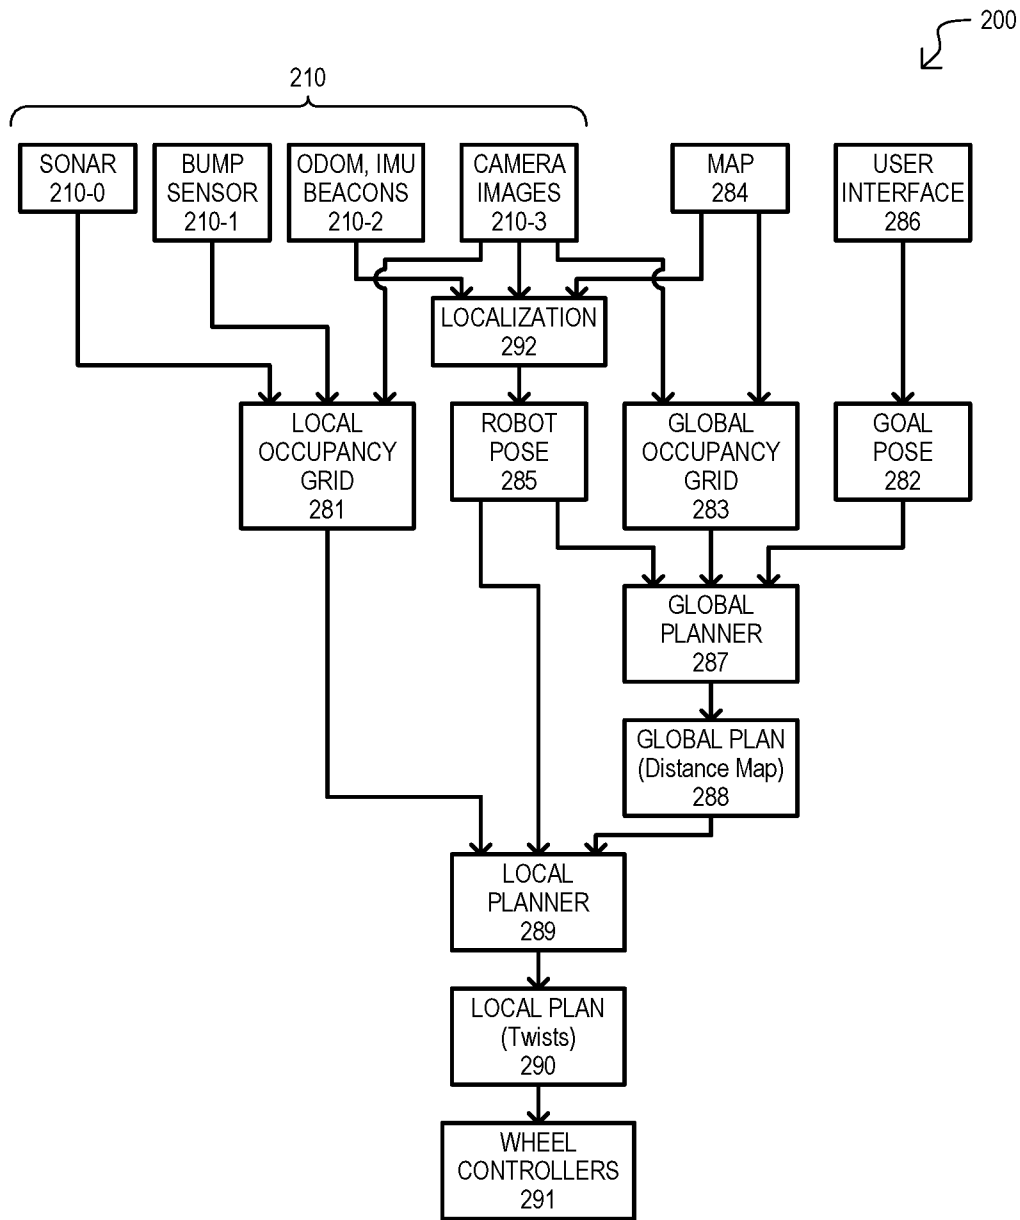 200
210
SONAR
210-0
BUMP
SENSOR
210-1
ODOM, IMU
BEACONS
210-2
CAMERA
IMAGES
210-3
MAP
284
USER
INTERFACE
286
LOCALIZATION
292
LOCAL
OCCUPANCY
GRID
281
ROBOT
POSE
285
GLOBAL
OCCUPANCY
GRID
283
GOAL
POSE
282
GLOBAL
PLANNER
287
GLOBAL PLAN
(Distance Map)
288
LOCAL
PLANNER
289
LOCAL PLAN
(Twists)
290
WHEEL
CONTROLLERS
291